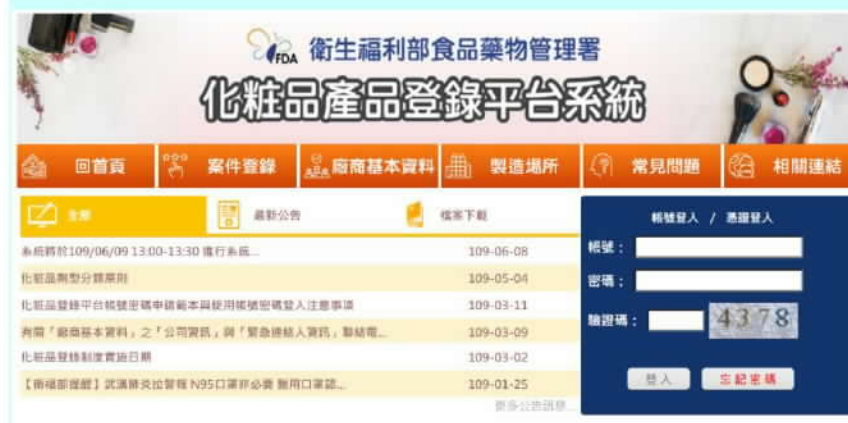 FDA 衛生福利部食品藥物管理署
化粧品產品登錄平台系統
回首頁 案件登錄 廠商基本資料 製造場所 常見問題 相關連結
全部 最新公告 檔案下載
系統將於109/06/09 13:00-13:30 進行系統... 109-06-08
化粧品劑型分類原則 109-05-04
化粧品登錄平台帳號密碼申請範本與使用帳號密碼登入注意事項 109-03-11
有關「廠商基本資料」之「公司資訊」與「緊急連絡人資訊」聯絡電... 109-03-09
化粧品登錄制度實施日期 109-03-02
【衛福部提醒】武漢肺炎拉警報 N95口罩非必要 醫用口罩認... 109-01-25
更多公告訊息...
帳號登入 / 憑證登入
帳號：
密碼：
驗證碼： 4378
登入 忘記密碼